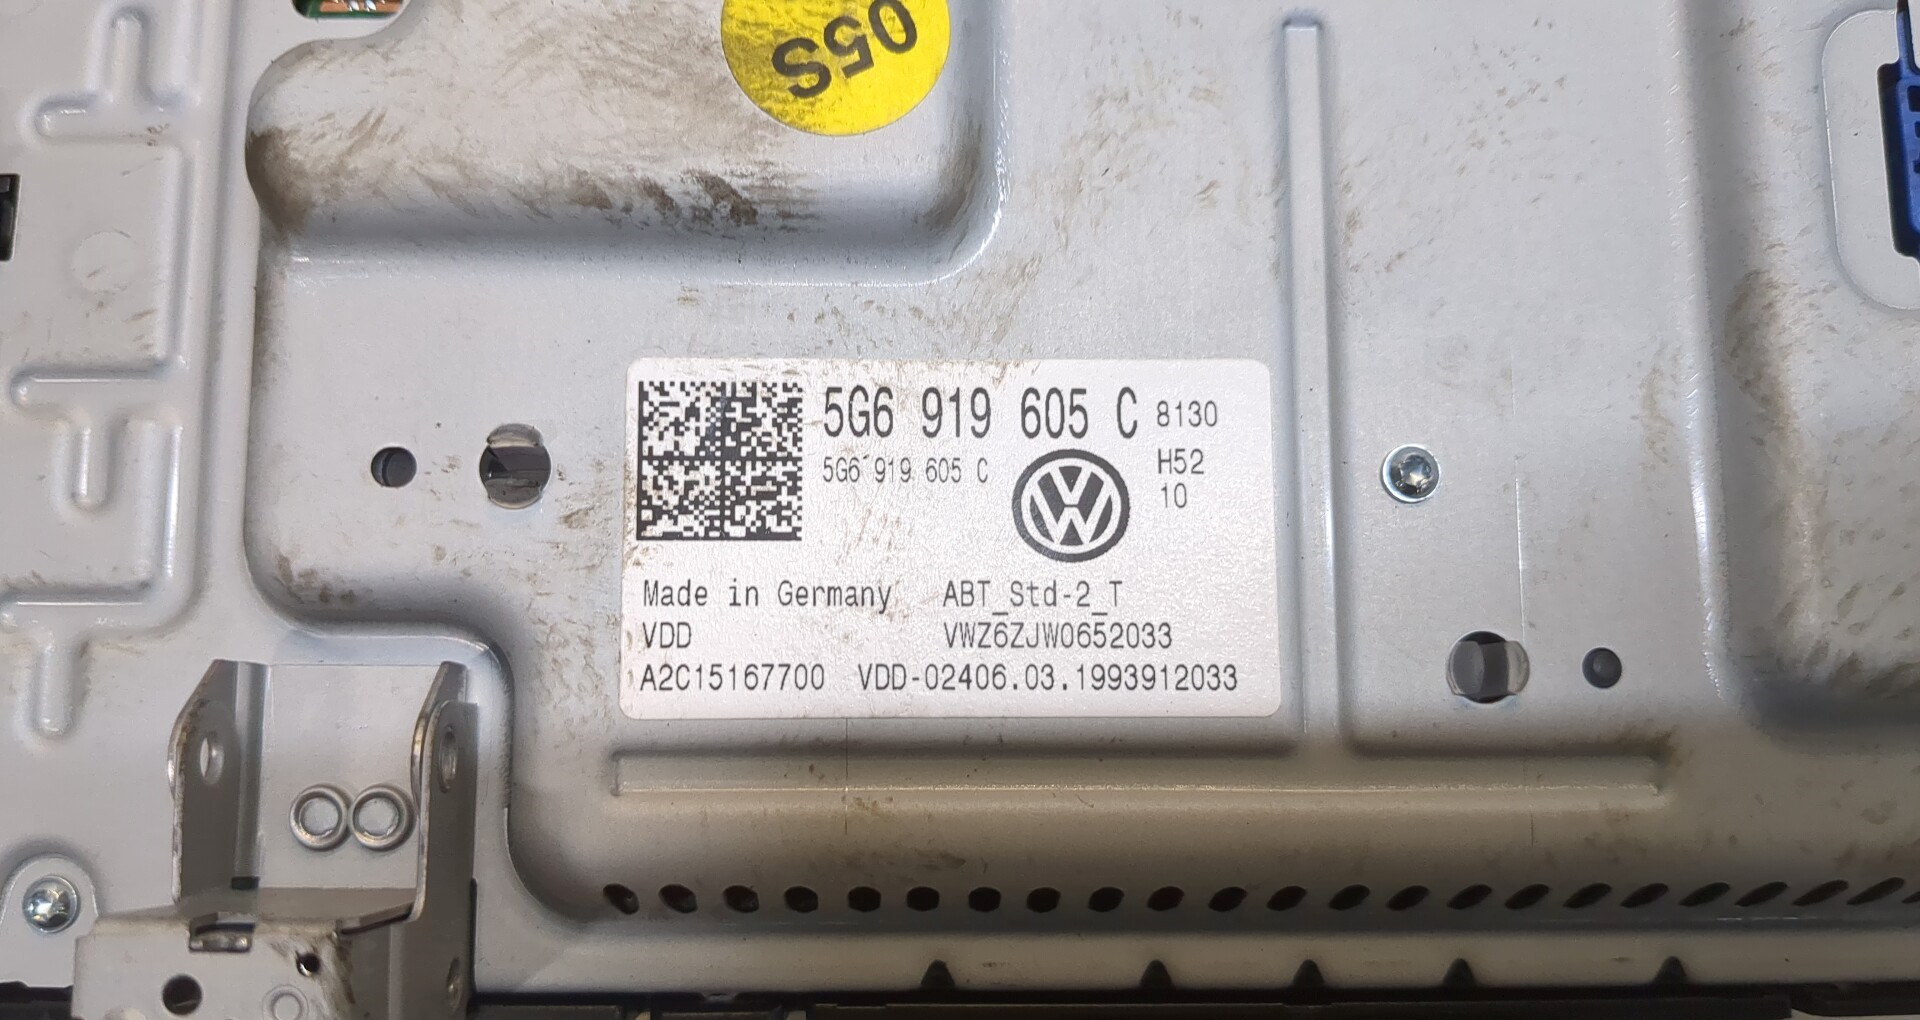 05S
5G6 919 605 C 8130
5G6 919 605 C H52
10
Made in Germany ABT_Std-2_T
VDD VWZ6ZJW0652033
A2C15167700 VDD-02406.03.1993912033